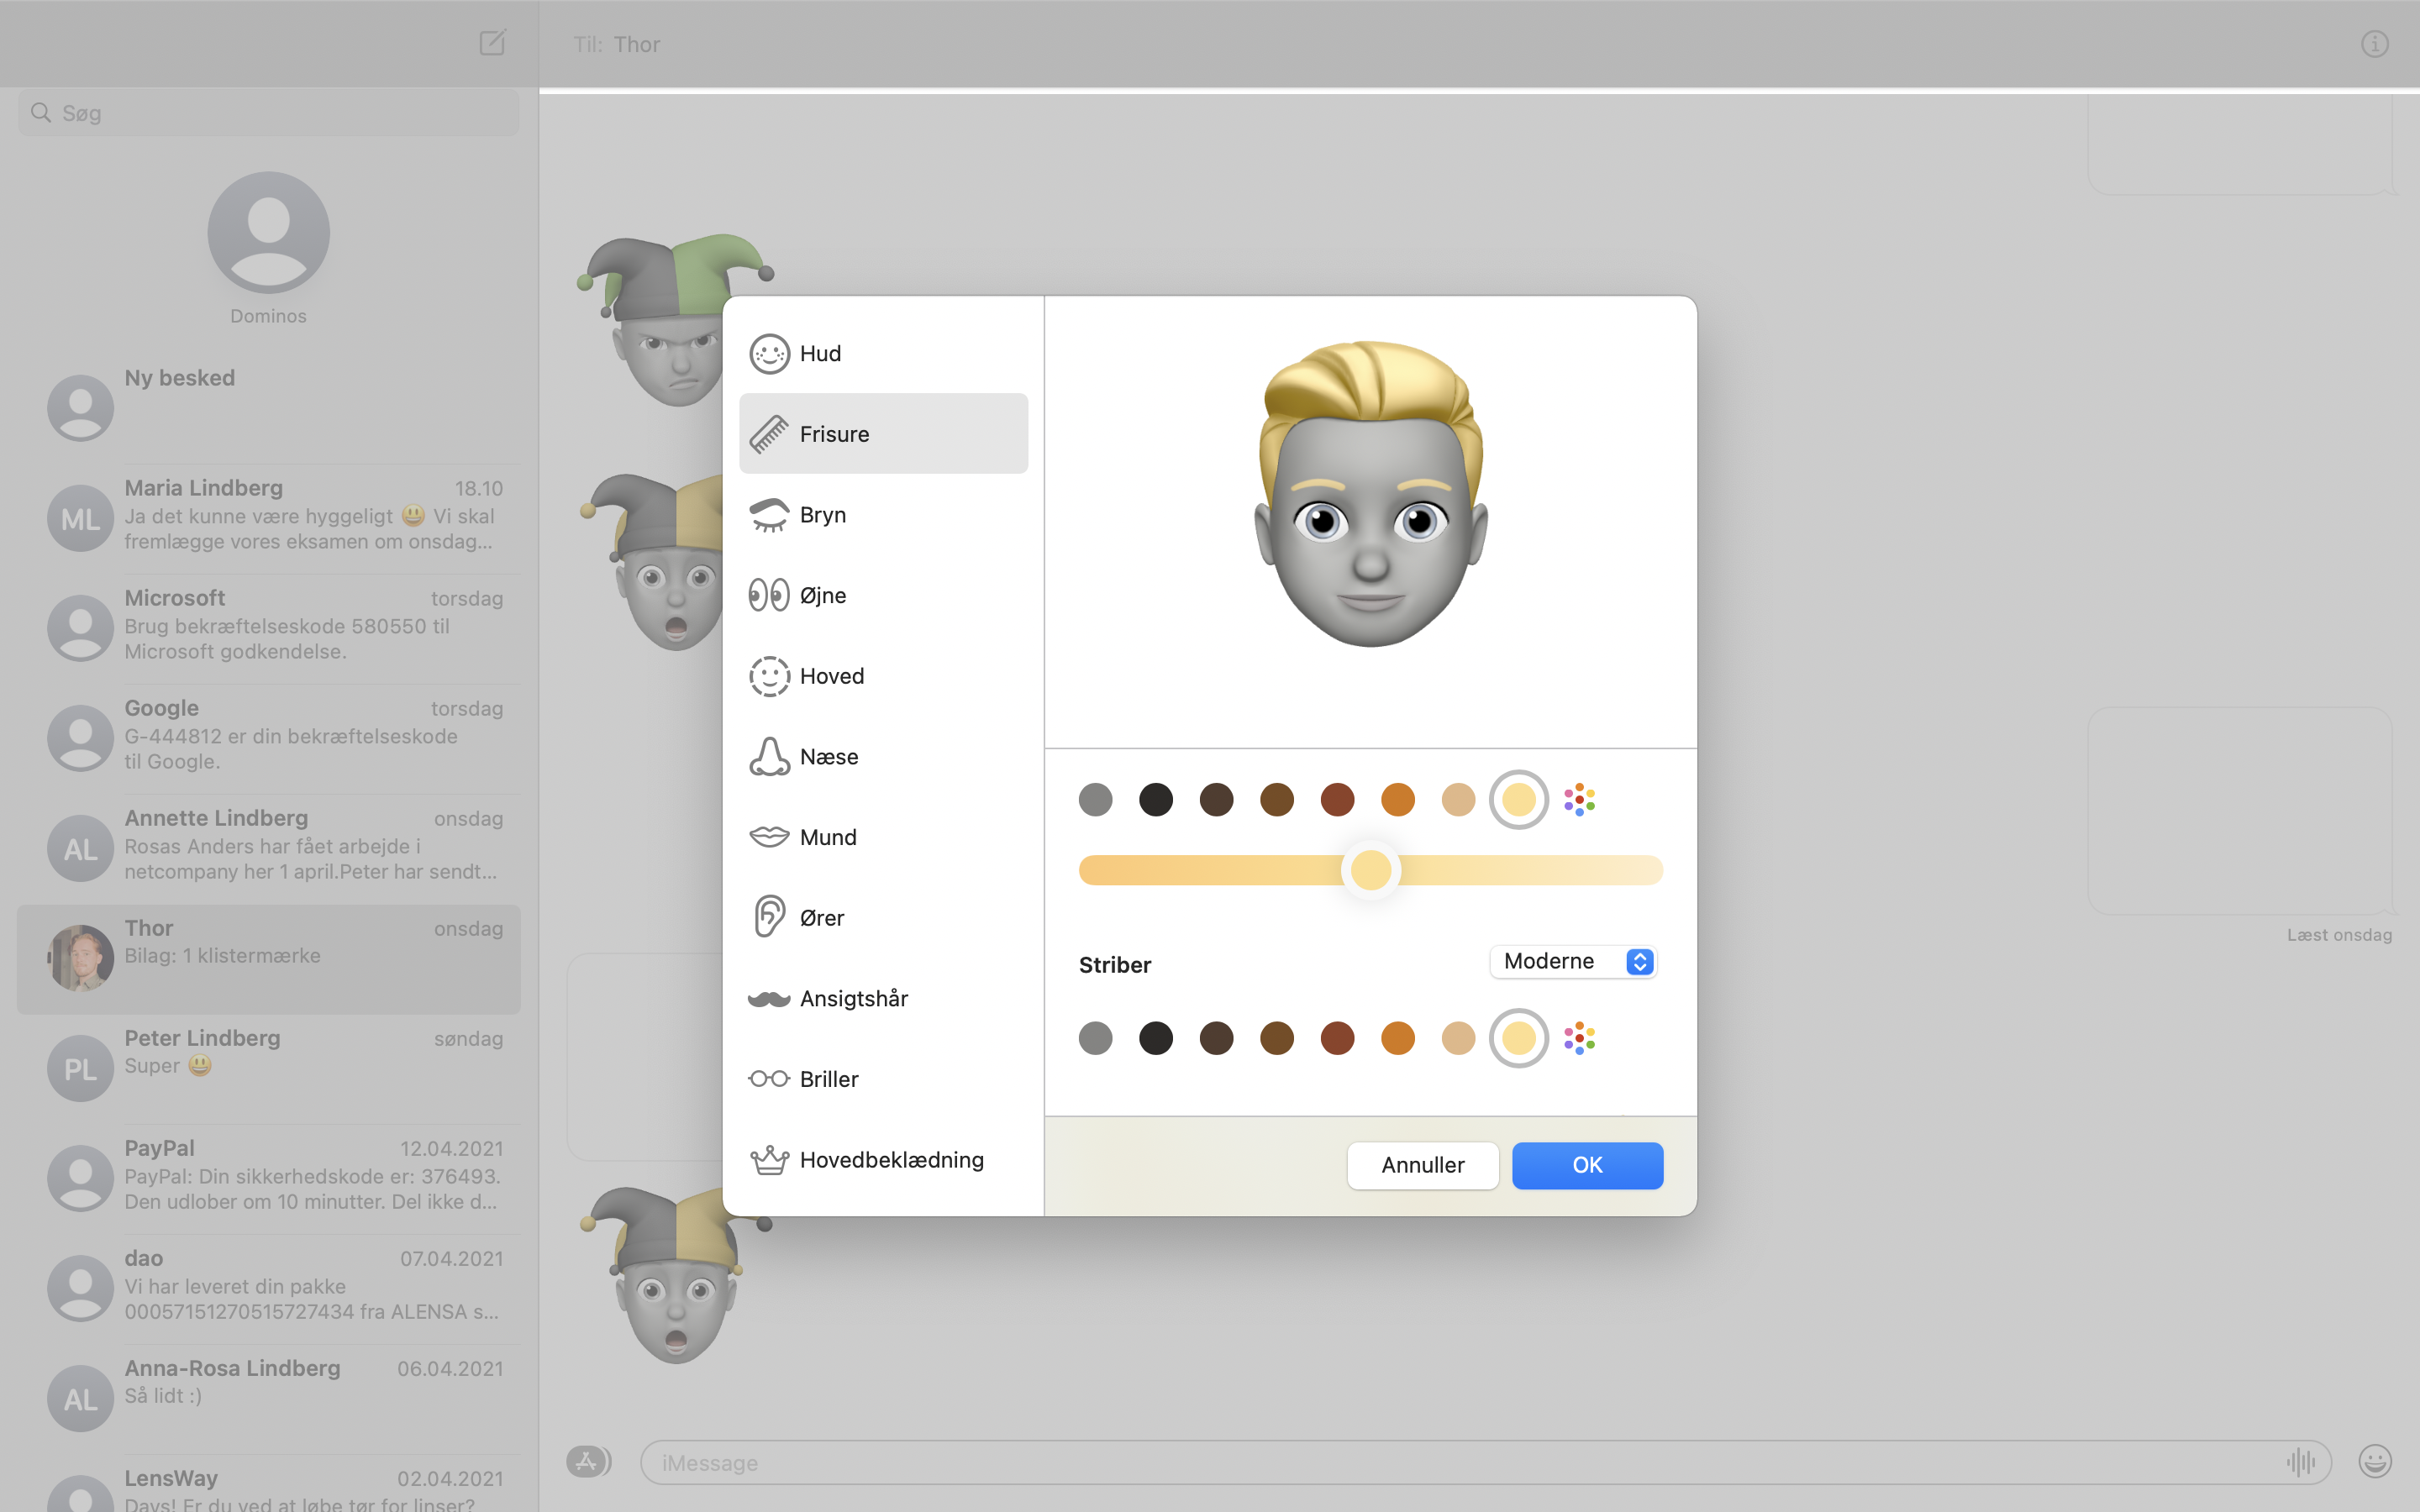 Til: Thor
Søg
Dominos
Ny besked
Maria Lindberg 18.10
Ja det kunne være hyggeligt 😃 Vi skal
fremlægge vores eksamen om onsdag...
Microsoft torsdag
Brug bekræftelseskode 580550 til
Microsoft godkendelse.
Google torsdag
G-444812 er din bekræftelseskode
til Google.
AL Annette Lindberg onsdag
Rosas Anders har fået arbejde i
netcompany her 1 april.Peter har sendt...
Thor onsdag
Bilag: 1 klistermærke
PL Peter Lindberg søndag
Super 😃
PayPal 12.04.2021
PayPal: Din sikkerhedskode er: 376493.
Den udlober om 10 minutter. Del ikke d...
dao 07.04.2021
Vi har leveret din pakke
00057151270515727434 fra ALENSA s...
AL Anna-Rosa Lindberg 06.04.2021
Så lidt :)
LensWay 02.04.2021
Days! Er du ved at løbe tør for linser?
ML
Hud
Frisure
Bryn
Øjne
Hoved
Næse
Mund
Ører
Ansigtshår
Briller
Hovedbeklædning
Striber Moderne
Annuller OK
Læst onsdag
iMessage